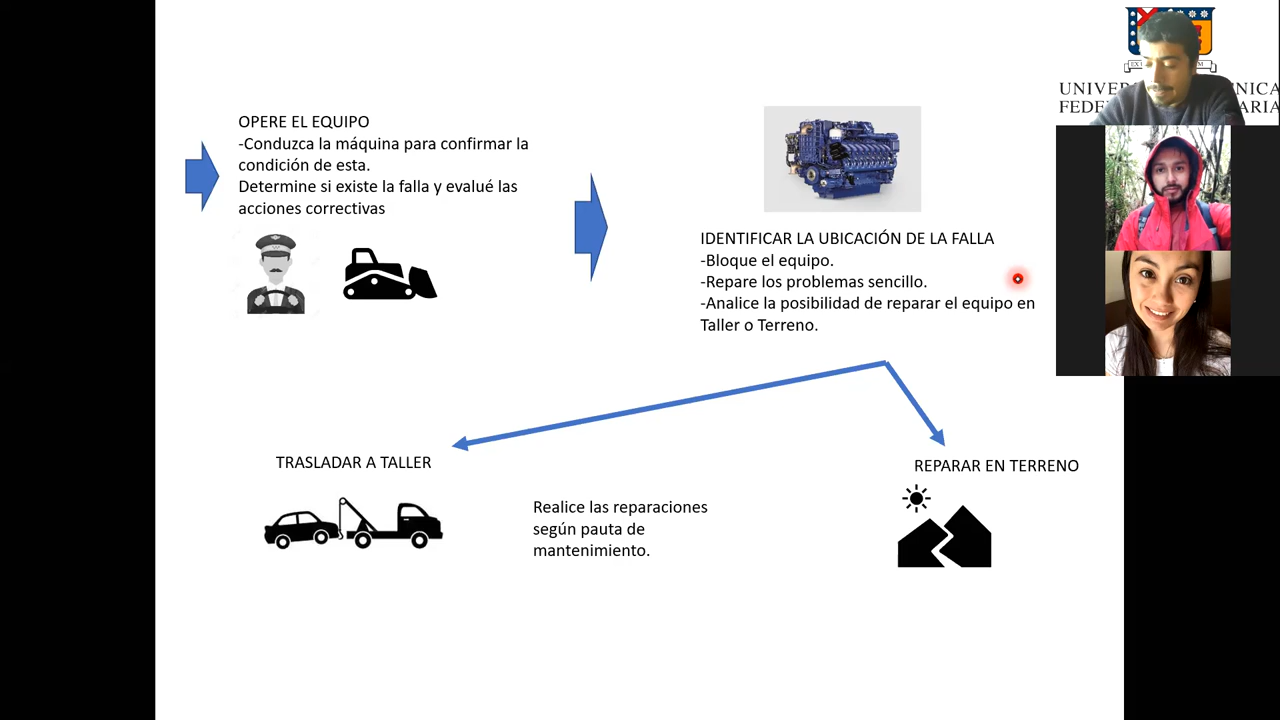 OPERE EL EQUIPO
-Conduzca la máquina para confirmar la
condición de esta.
Determine si existe la falla y evalué las
acciones correctivas
IDENTIFICAR LA UBICACIÓN DE LA FALLA
-Bloque el equipo.
-Repare los problemas sencillo.
-Analice la posibilidad de reparar el equipo en
Taller o Terreno.
TRASLADAR A TALLER
Realice las reparaciones
según pauta de
mantenimiento.
REPARAR EN TERRENO